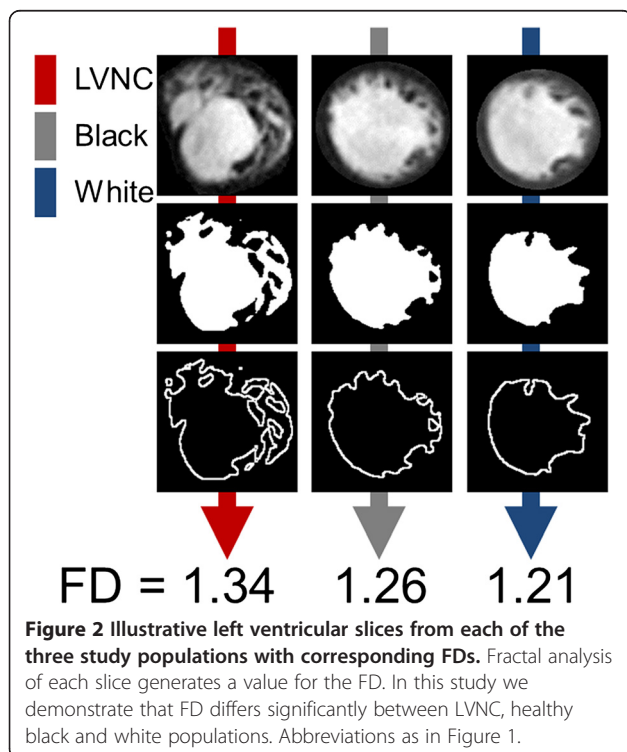 LVNC
Black
White
FD = 1.34 1.26 1.21
Figure 2 Illustrative left ventricular slices from each of the
three study populations with corresponding FDs. Fractal analysis
of each slice generates a value for the FD. In this study we
demonstrate that FD differs significantly between LVNC, healthy
black and white populations. Abbreviations as in Figure 1.